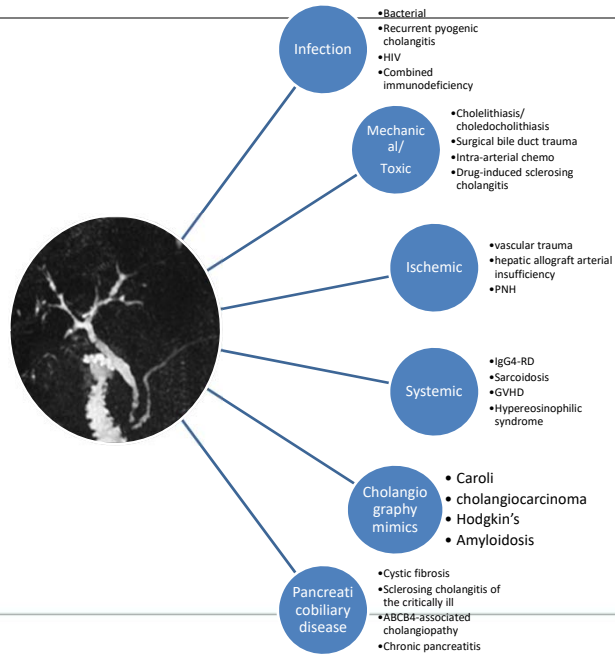 Infection
•Bacterial
•Recurrent pyogenic
cholangitis
•HIV
•Combined
immunodeficiency
Mechanic
al/
Toxic
•Cholelithiasis/
choledocholithiasis
•Surgical bile duct trauma
•Intra-arterial chemo
•Drug-induced sclerosing
cholangitis
Ischemic
•vascular trauma
•hepatic allograft arterial
insufficiency
•PNH
Systemic
•IgG4-RD
•Sarcoidosis
•GVHD
•Hypereosinophilic
syndrome
Cholangio
graphy
mimics
• Caroli
• cholangiocarcinoma
• Hodgkin's
• Amyloidosis
Pancreati
cobiliary
disease
•Cystic fibrosis
•Sclerosing cholangitis of
the critically ill
•ABCB4-associated
cholangiopathy
•Chronic pancreatitis